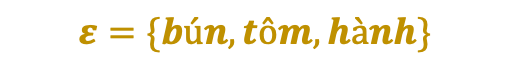 ε = {bún, tôm, hành}